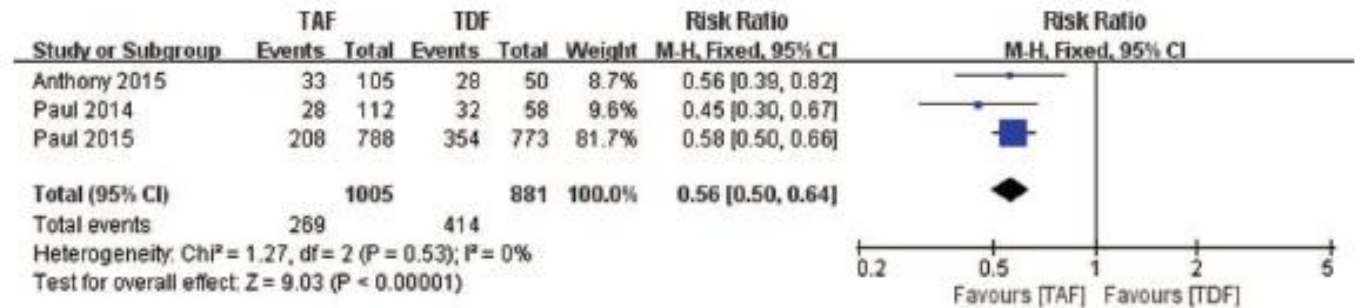 TAF TDF Risk Ratio Risk Ratio
Study or Subgroup Events Total Events Total Weight M-H, Fixed, 95% CI M-H, Fixed, 95% CI
Anthony 2015 33 105 28 50 8.7% 0.56 [0.39, 0.82]
Paul 2014 28 112 32 58 9.6% 0.45 [0.30, 0.67]
Paul 2015 208 788 354 773 81.7% 0.58 [0.50, 0.66]
Total (95% CI) 1005 881 100.0% 0.56 [0.50, 0.64]
Total events 269 414
Heterogeneity: Chi² = 1.27, df = 2 (P = 0.53); I² = 0%
Test for overall effect: Z = 9.03 (P < 0.00001)
0.2 0.5 1 2 5
Favours [TAF] Favours [TDF]